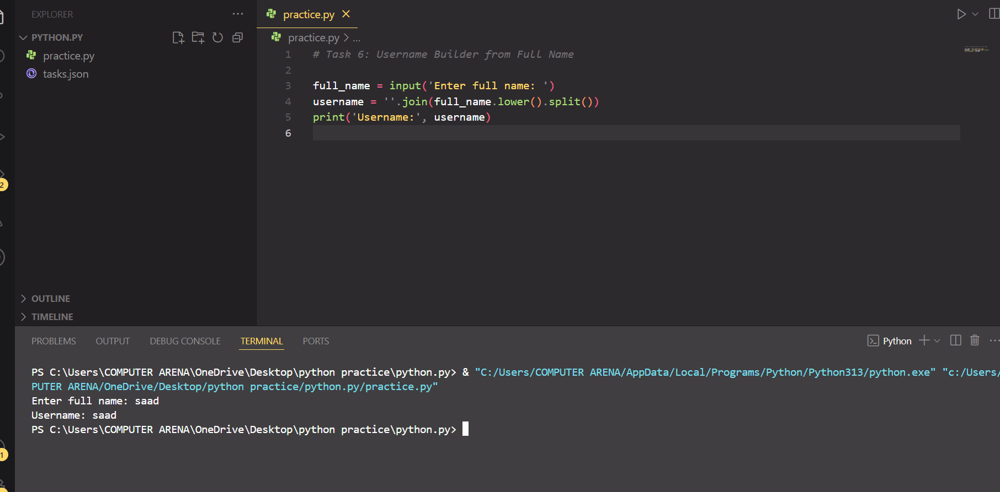 EXPLORER
PYTHON.PY
practice.py
tasks.json
OUTLINE
TIMELINE
practice.py
practice.py > ...
1 # Task 6: Username Builder from Full Name
2
3 full_name = input('Enter full name: ')
4 username = ''.join(full_name.lower().split())
5 print('Username:', username)
6
2
1
PROBLEMS OUTPUT DEBUG CONSOLE TERMINAL PORTS
Python
PS C:\Users\COMPUTER ARENA\OneDrive\Desktop\python practice\python.py> & "C:/Users/COMPUTER ARENA/AppData/Local/Programs/Python/Python313/python.exe" "c:/Users/
PUTER ARENA/OneDrive/Desktop/python practice/python.py/practice.py"
Enter full name: saad
Username: saad
PS C:\Users\COMPUTER ARENA\OneDrive\Desktop\python practice\python.py>